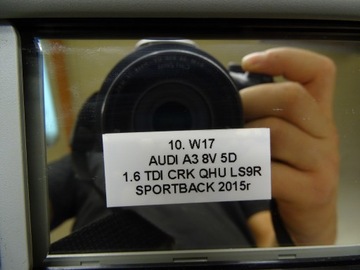 10. W17
AUDI A3 8V 5D
1.6 TDI CRK QHU LS9R
SPORTBACK 2015r